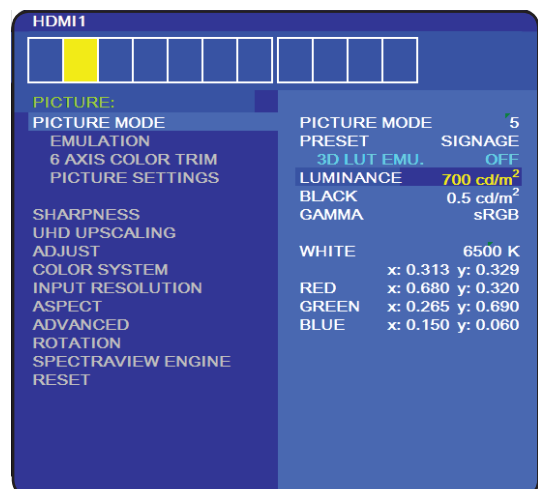 HDMI1
PICTURE:
PICTURE MODE
EMULATION
6 AXIS COLOR TRIM
PICTURE SETTINGS
SHARPNESS
UHD UPSCALING
ADJUST
COLOR SYSTEM
INPUT RESOLUTION
ASPECT
ADVANCED
ROTATION
SPECTRAVIEW ENGINE
RESET
PICTURE MODE 5
PRESET SIGNAGE
3D LUT EMU. OFF
LUMINANCE 700 cd/m²
BLACK 0.5 cd/m²
GAMMA sRGB
WHITE 6500 K
x: 0.313 y: 0.329
RED x: 0.680 y: 0.320
GREEN x: 0.265 y: 0.690
BLUE x: 0.150 y: 0.060